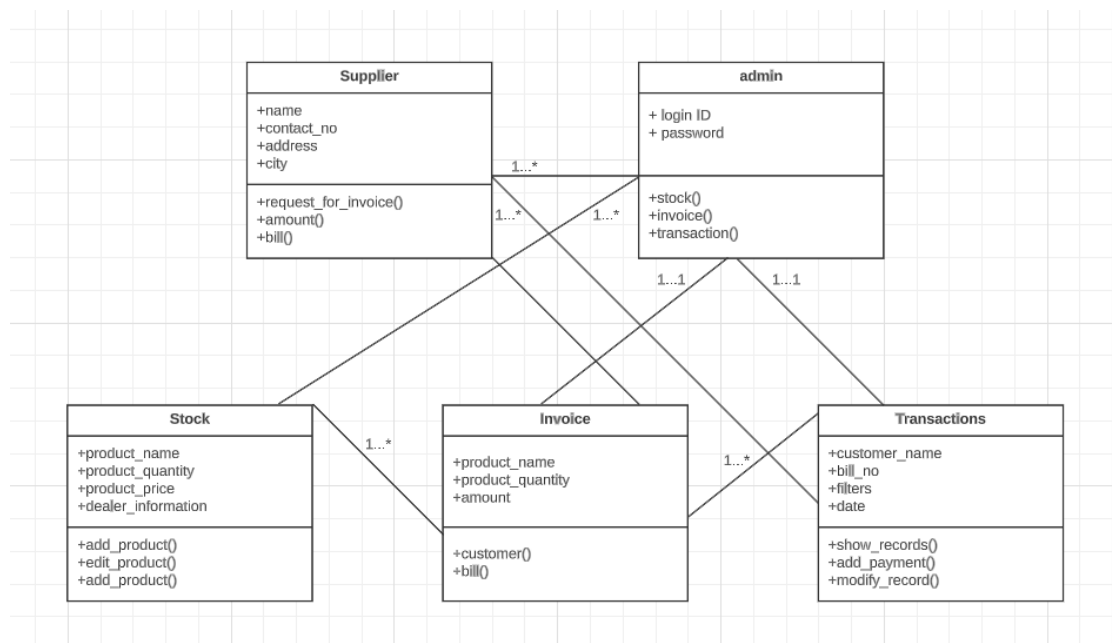 Supplier
+name
+contact_no
+address
+city
+request_for_invoice()
+amount()
+bill()
admin
+ login ID
+ password
+stock()
+invoice()
+transaction()
1...*
1...*
1...*
1...1
1...1
Stock
+product_name
+product_quantity
+product_price
+dealer_information
+add_product()
+edit_product()
+add_product()
1...*
Invoice
+product_name
+product_quantity
+amount
+customer()
+bill()
1...*
Transactions
+customer_name
+bill_no
+filters
+date
+show_records()
+add_payment()
+modify_record()